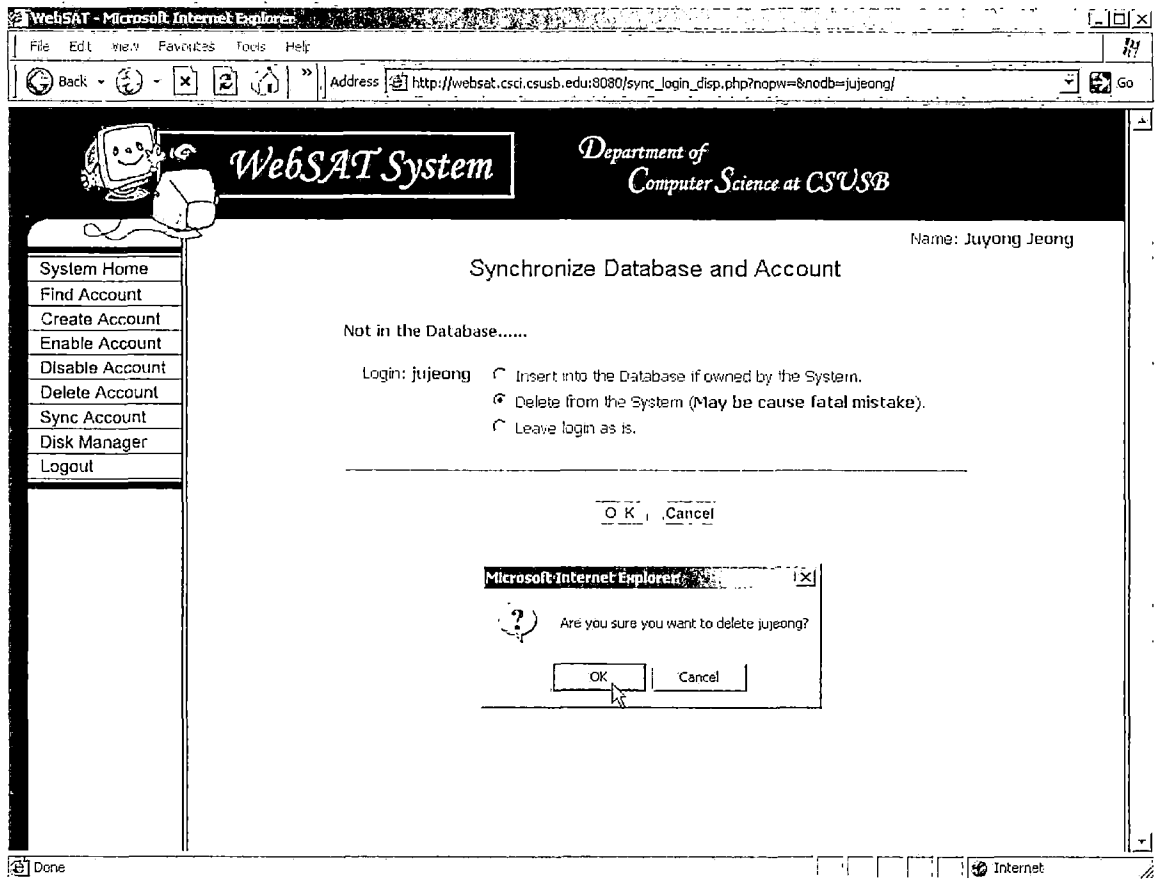 WebSAT - Microsoft Internet Explorer
File Edit View Favorites Tools Help
Back
» Address http://websat.csci.csusb.edu:8080/sync_login_disp.php?nopw=&nodb=jujeong/ Go
WebSAT System
Department of
Computer Science at CSUSB
Name: Juyong Jeong
System Home
Find Account
Create Account
Enable Account
Disable Account
Delete Account
Sync Account
Disk Manager
Logout
Synchronize Database and Account
Not in the Database......
Login: jujeong
Insert into the Database if owned by the System.
Delete from the System (May be cause fatal mistake).
Leave login as is.
O K Cancel
Microsoft Internet Explorer
? Are you sure you want to delete jujeong?
OK Cancel
Done
Internet